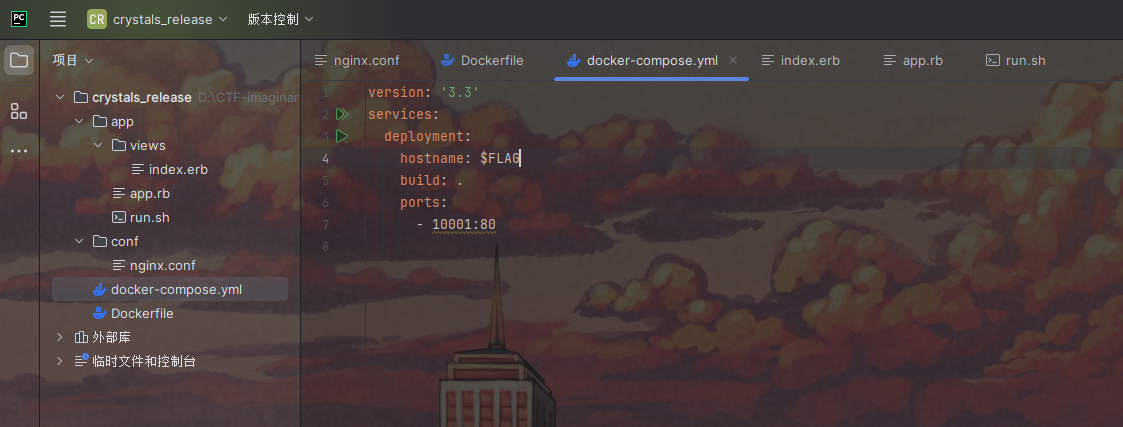 PC CR crystals_release 版本控制
项目
crystals_release D:\CTF-imaginar
app
views
index.erb
app.rb
run.sh
conf
nginx.conf
docker-compose.yml
Dockerfile
外部库
临时文件和控制台
nginx.conf Dockerfile docker-compose.yml index.erb app.rb run.sh
1 version: '3.3'
2 services:
3 deployment:
4 hostname: $FLAG
5 build: .
6 ports:
7 - 10001:80
8